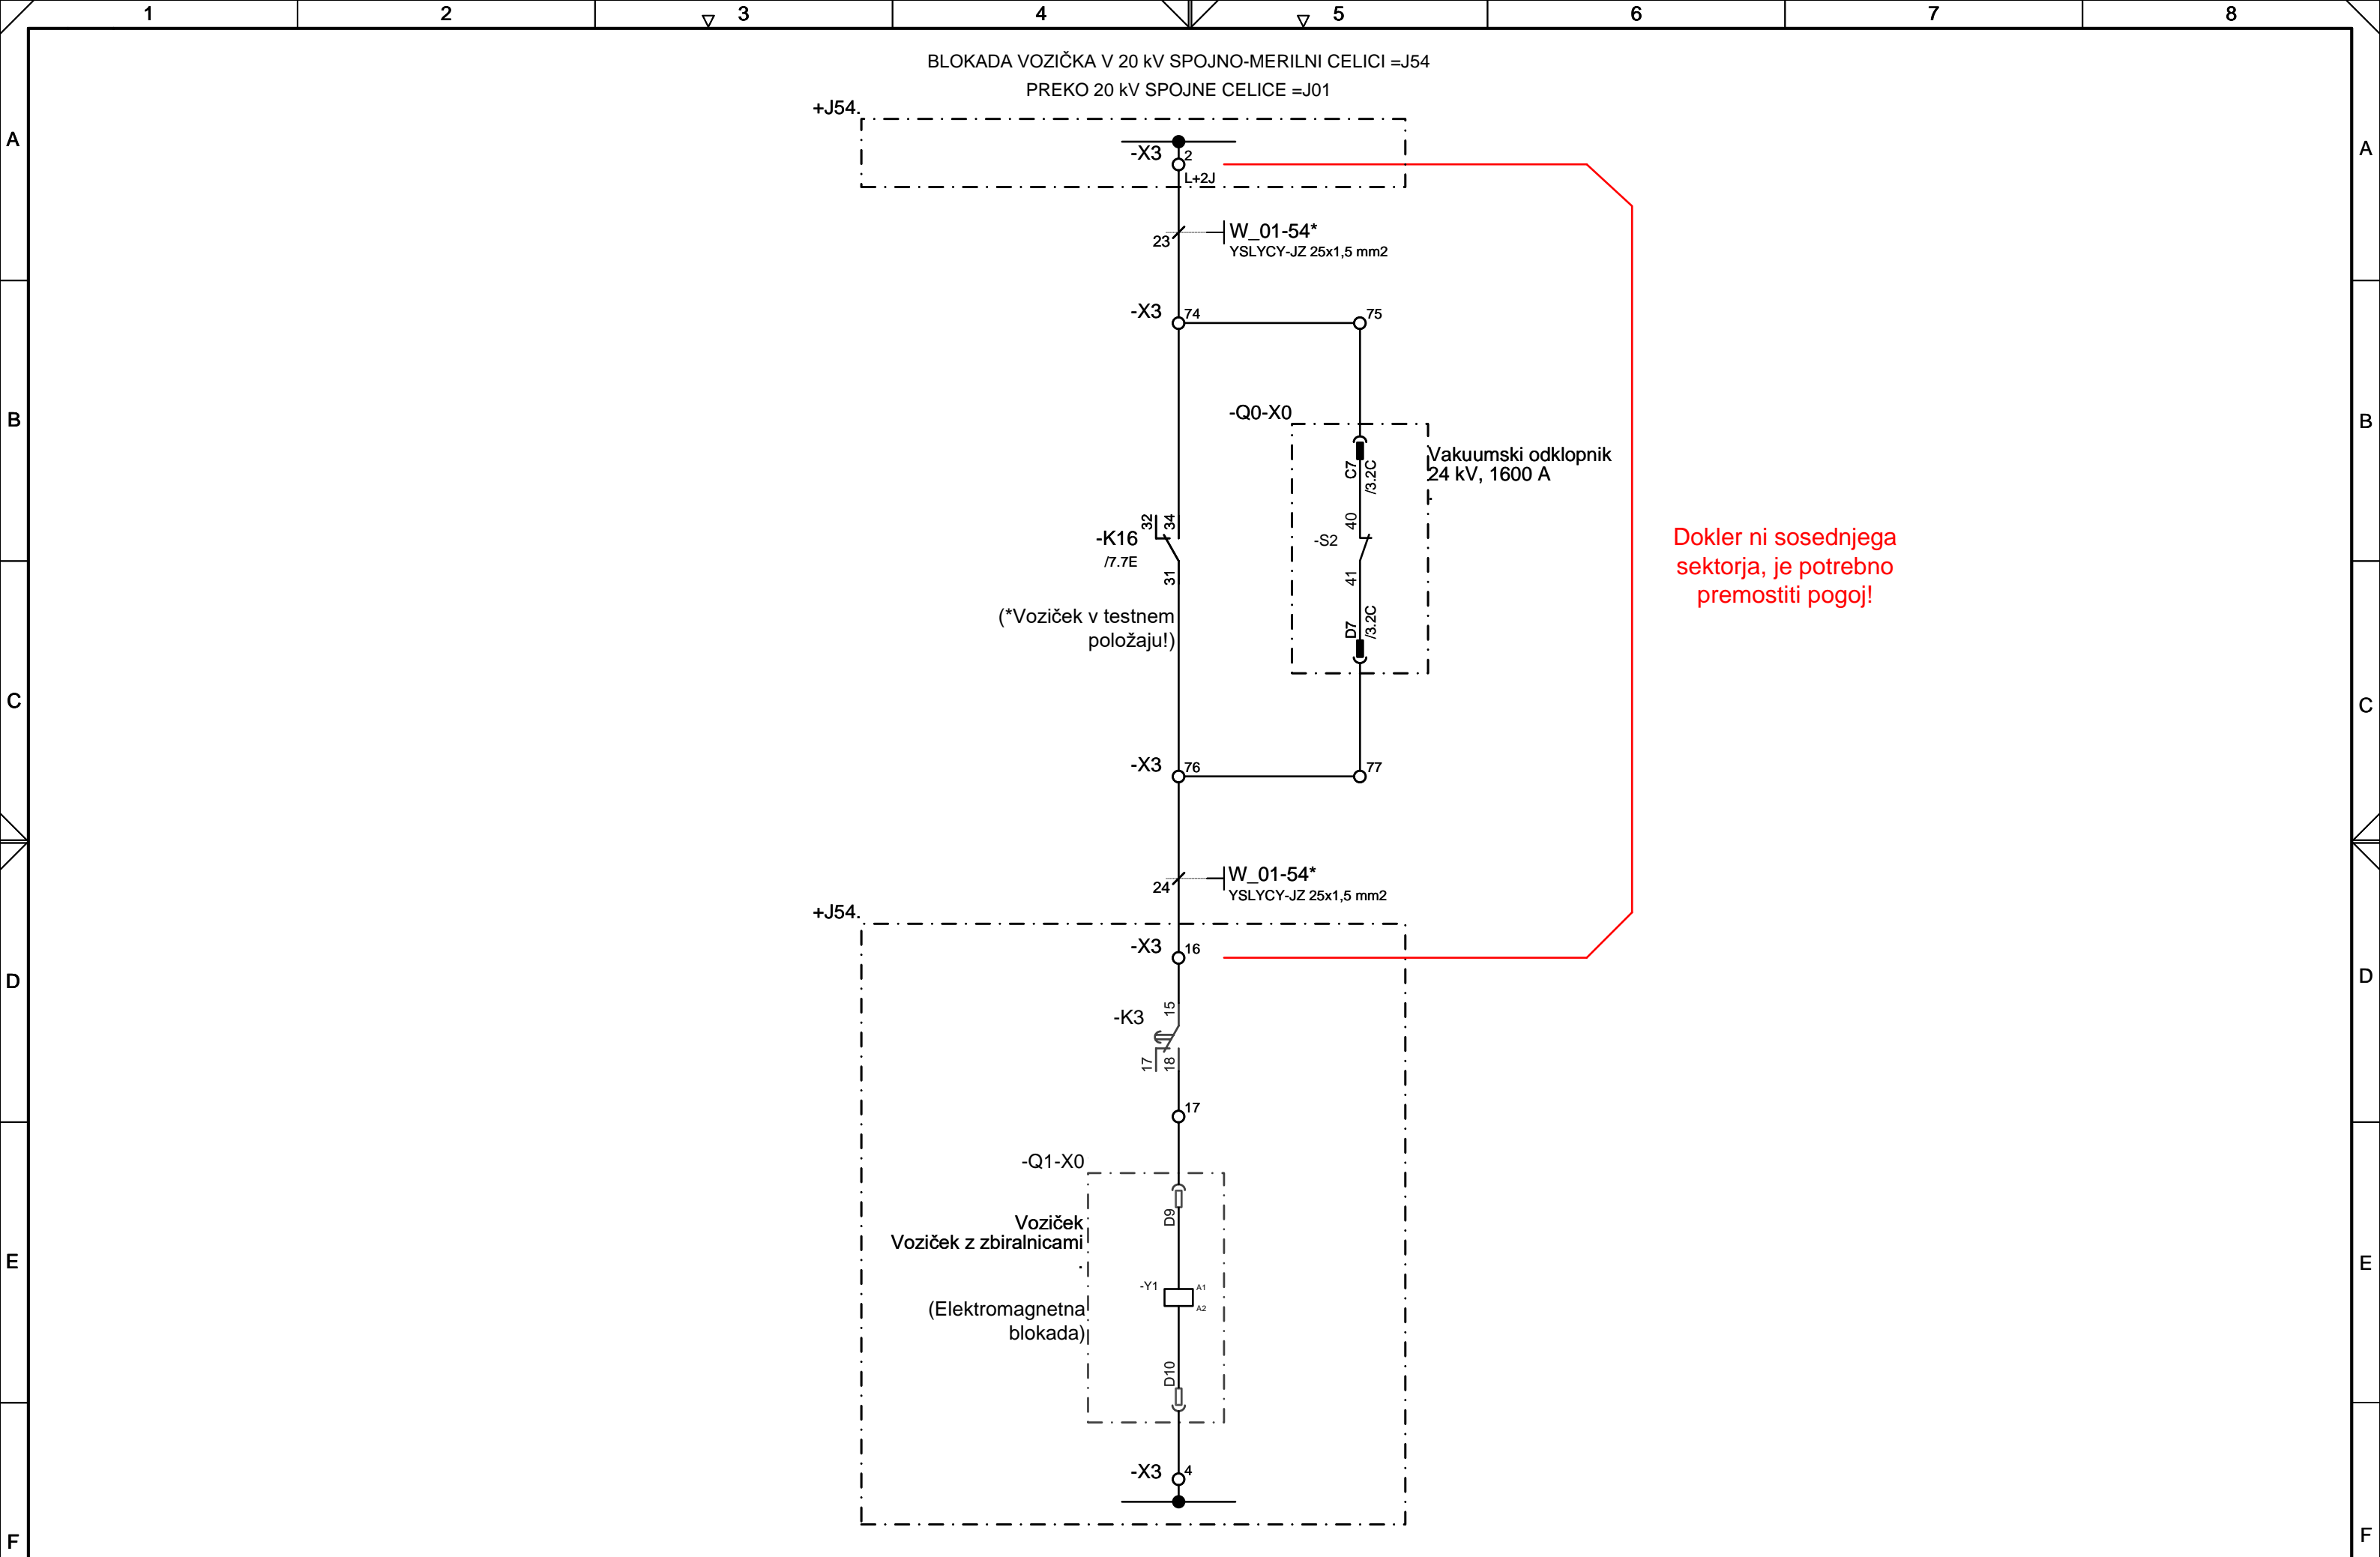 1 2 3 4 5 6 7 8
BLOKADA VOZIČKA V 20 kV SPOJNO-MERILNI CELICI =J54
PREKO 20 kV SPOJNE CELICE =J01
+J54.
A
A
-X3
2
L+2J
23
W_01-54*
YSLYCY-JZ 25x1,5 mm2
-X3
74
75
B
B
-Q0-X0
Vakuumski odklopnik
24 kV, 1600 A
-
C7
/3.2C
32
34
-K16
/7.7E
31
40
-S2
41
Dokler ni sosednjega
sektorja, je potrebno
premostiti pogoj!
(*Voziček v testnem
položaju!)
D7
/3.2C
C
C
-X3
76
77
24
W_01-54*
YSLYCY-JZ 25x1,5 mm2
+J54.
-X3
16
D
D
15
-K3
17
18
17
-Q1-X0
D9
Voziček
Voziček z zbiralnicami
.
E
E
-Y1
A1
A2
(Elektromagnetna
blokada)
D10
-X3
4
F
F